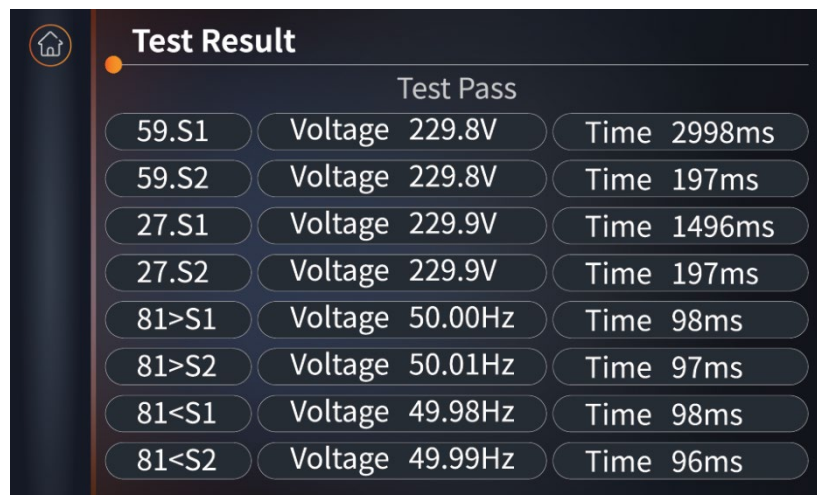 Test Result
Test Pass
59.S1 Voltage 229.8V Time 2998ms
59.S2 Voltage 229.8V Time 197ms
27.S1 Voltage 229.9V Time 1496ms
27.S2 Voltage 229.9V Time 197ms
81>S1 Voltage 50.00Hz Time 98ms
81>S2 Voltage 50.01Hz Time 97ms
81<S1 Voltage 49.98Hz Time 98ms
81<S2 Voltage 49.99Hz Time 96ms